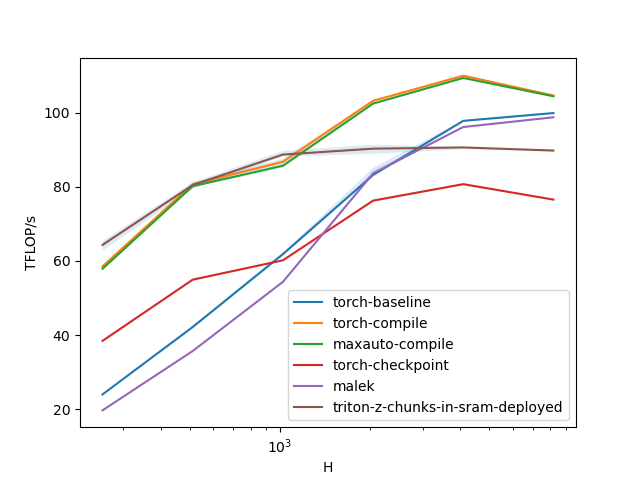 TFLOP/s
100
80
60
40
20
10³
H
torch-baseline
torch-compile
maxauto-compile
torch-checkpoint
malek
triton-z-chunks-in-sram-deployed